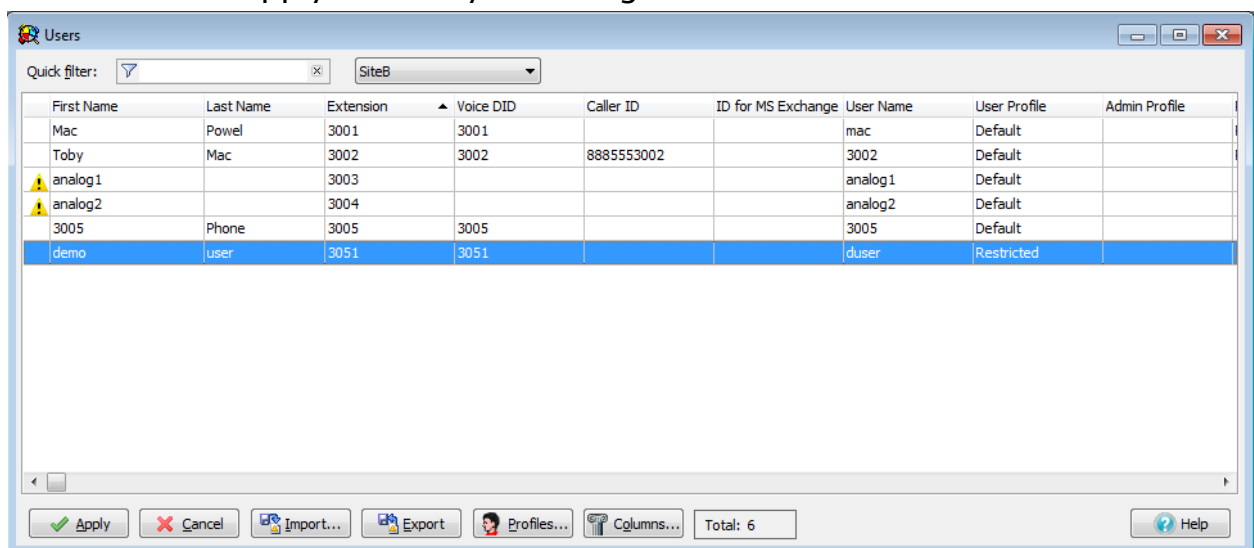 Users
Quick filter: SiteB
First Name Last Name Extension Voice DID Caller ID ID for MS Exchange User Name User Profile Admin Profile
Mac Powel 3001 3001 mac Default
Toby Mac 3002 3002 8885553002 3002 Default
analog1 3003 analog1 Default
analog2 3004 analog2 Default
3005 Phone 3005 3005 3005 Default
demo user 3051 3051 duser Restricted
Apply Cancel Import... Export Profiles... Columns... Total: 6 Help